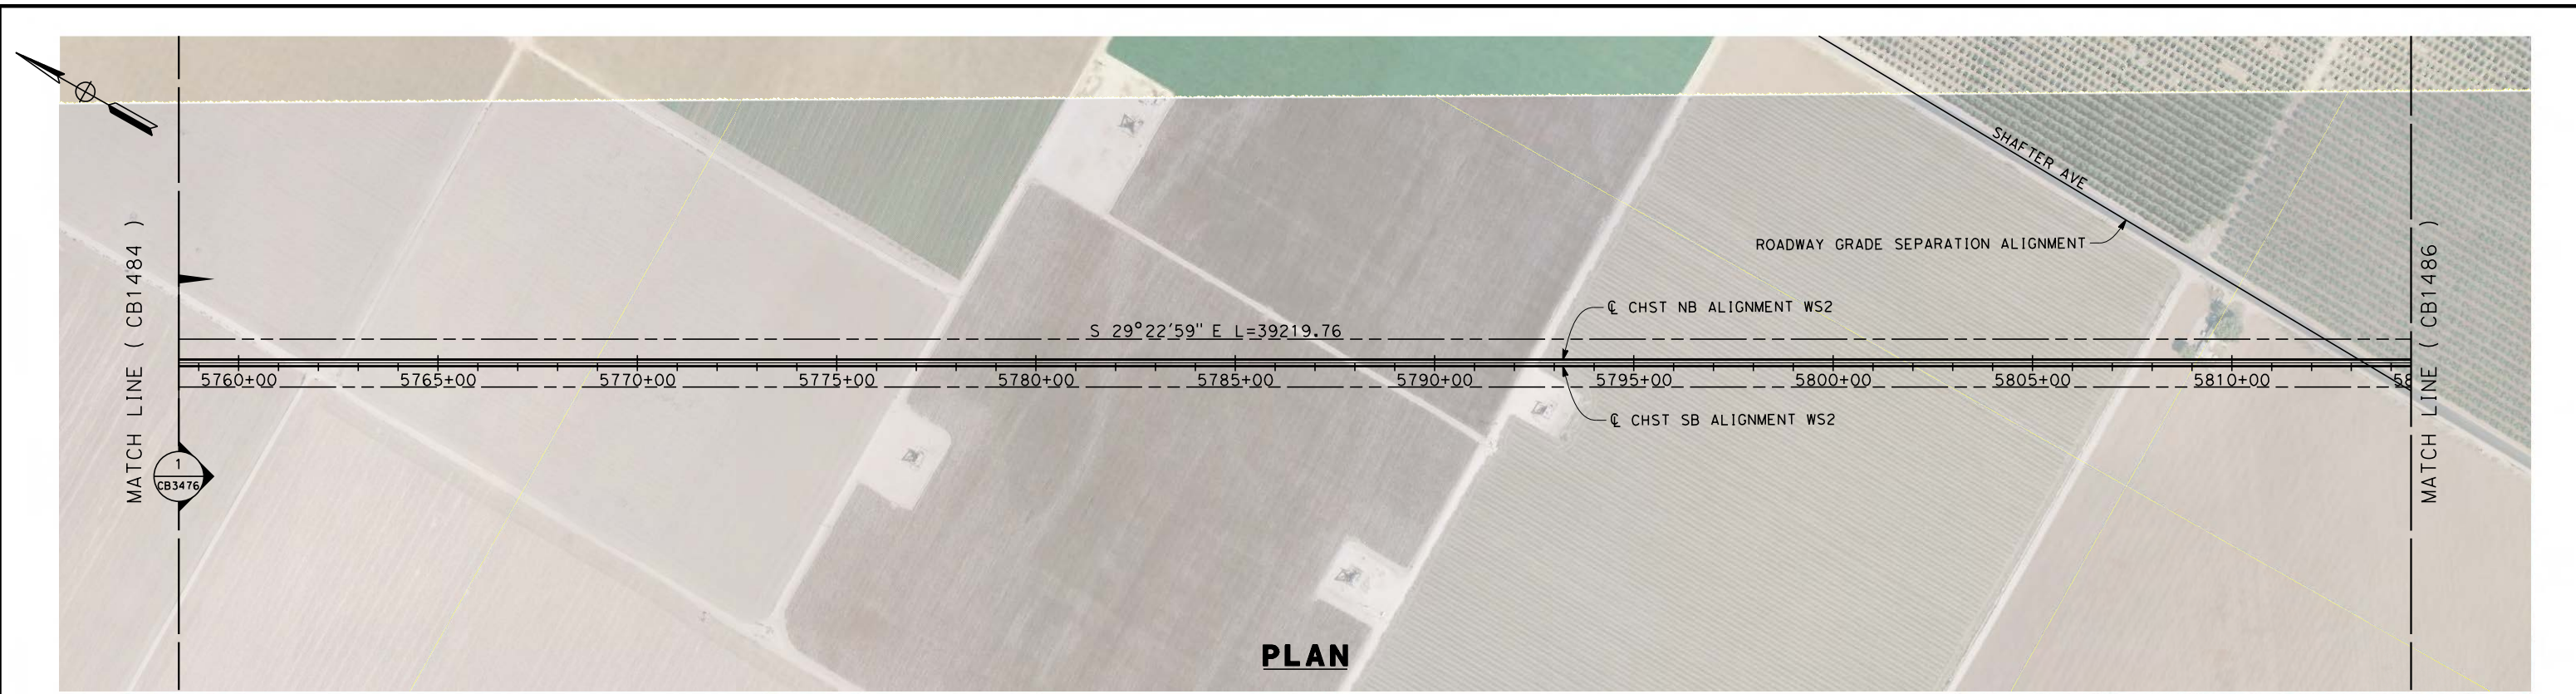 SHAFTER AVE
ROADWAY GRADE SEPARATION ALIGNMENT
MATCH LINE ( CB1484 )
MATCH LINE ( CB1486 )
℄ CHST NB ALIGNMENT WS2
S 29°22'59" E L=39219.76
5760+00 5765+00 5770+00 5775+00 5780+00 5785+00 5790+00 5795+00 5800+00 5805+00 5810+00 58
℄ CHST SB ALIGNMENT WS2
1
CB3476
PLAN